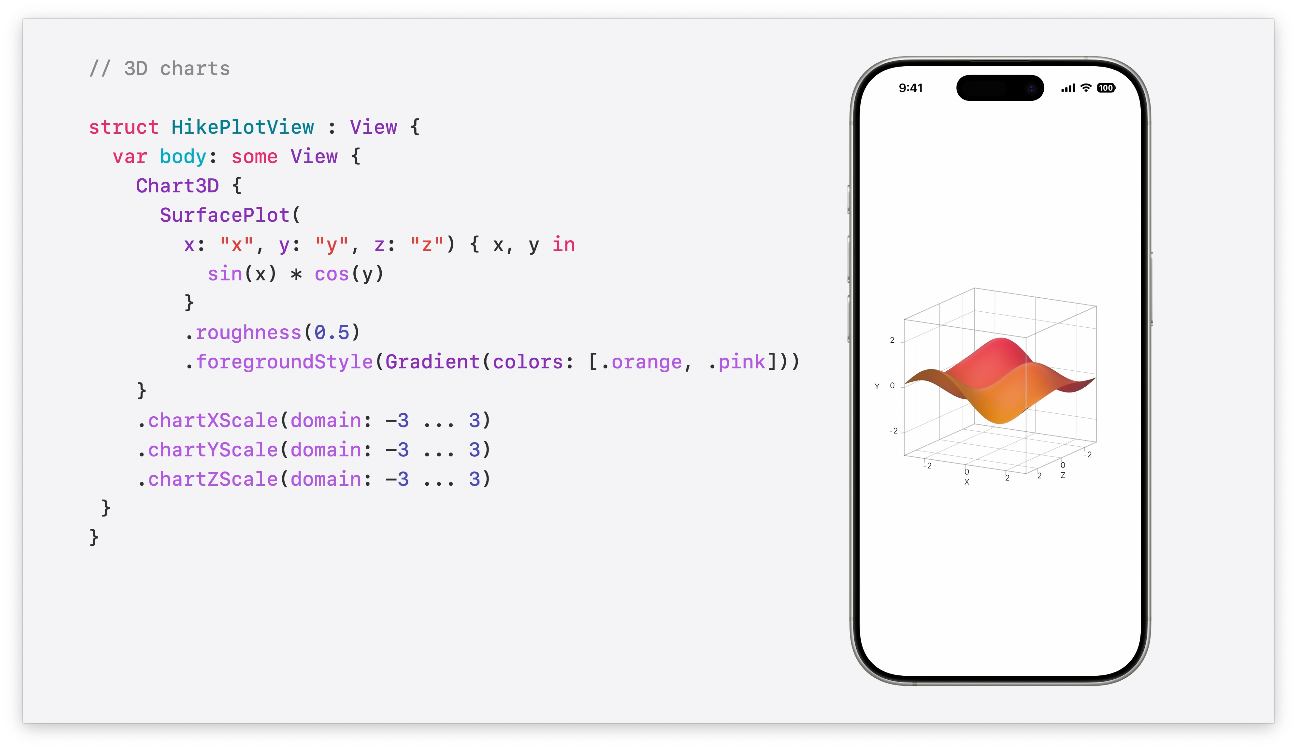 // 3D charts
struct HikePlotView : View {
  var body: some View {
    Chart3D {
      SurfacePlot(
        x: "x", y: "y", z: "z") { x, y in
          sin(x) * cos(y)
        }
        .roughness(0.5)
        .foregroundStyle(Gradient(colors: [.orange, .pink]))
    }
    .chartXScale(domain: -3 ... 3)
    .chartYScale(domain: -3 ... 3)
    .chartZScale(domain: -3 ... 3)
 }
}
9:41
100
2
Y 0
-2
-2
0
2
X
2
0
-2
Z